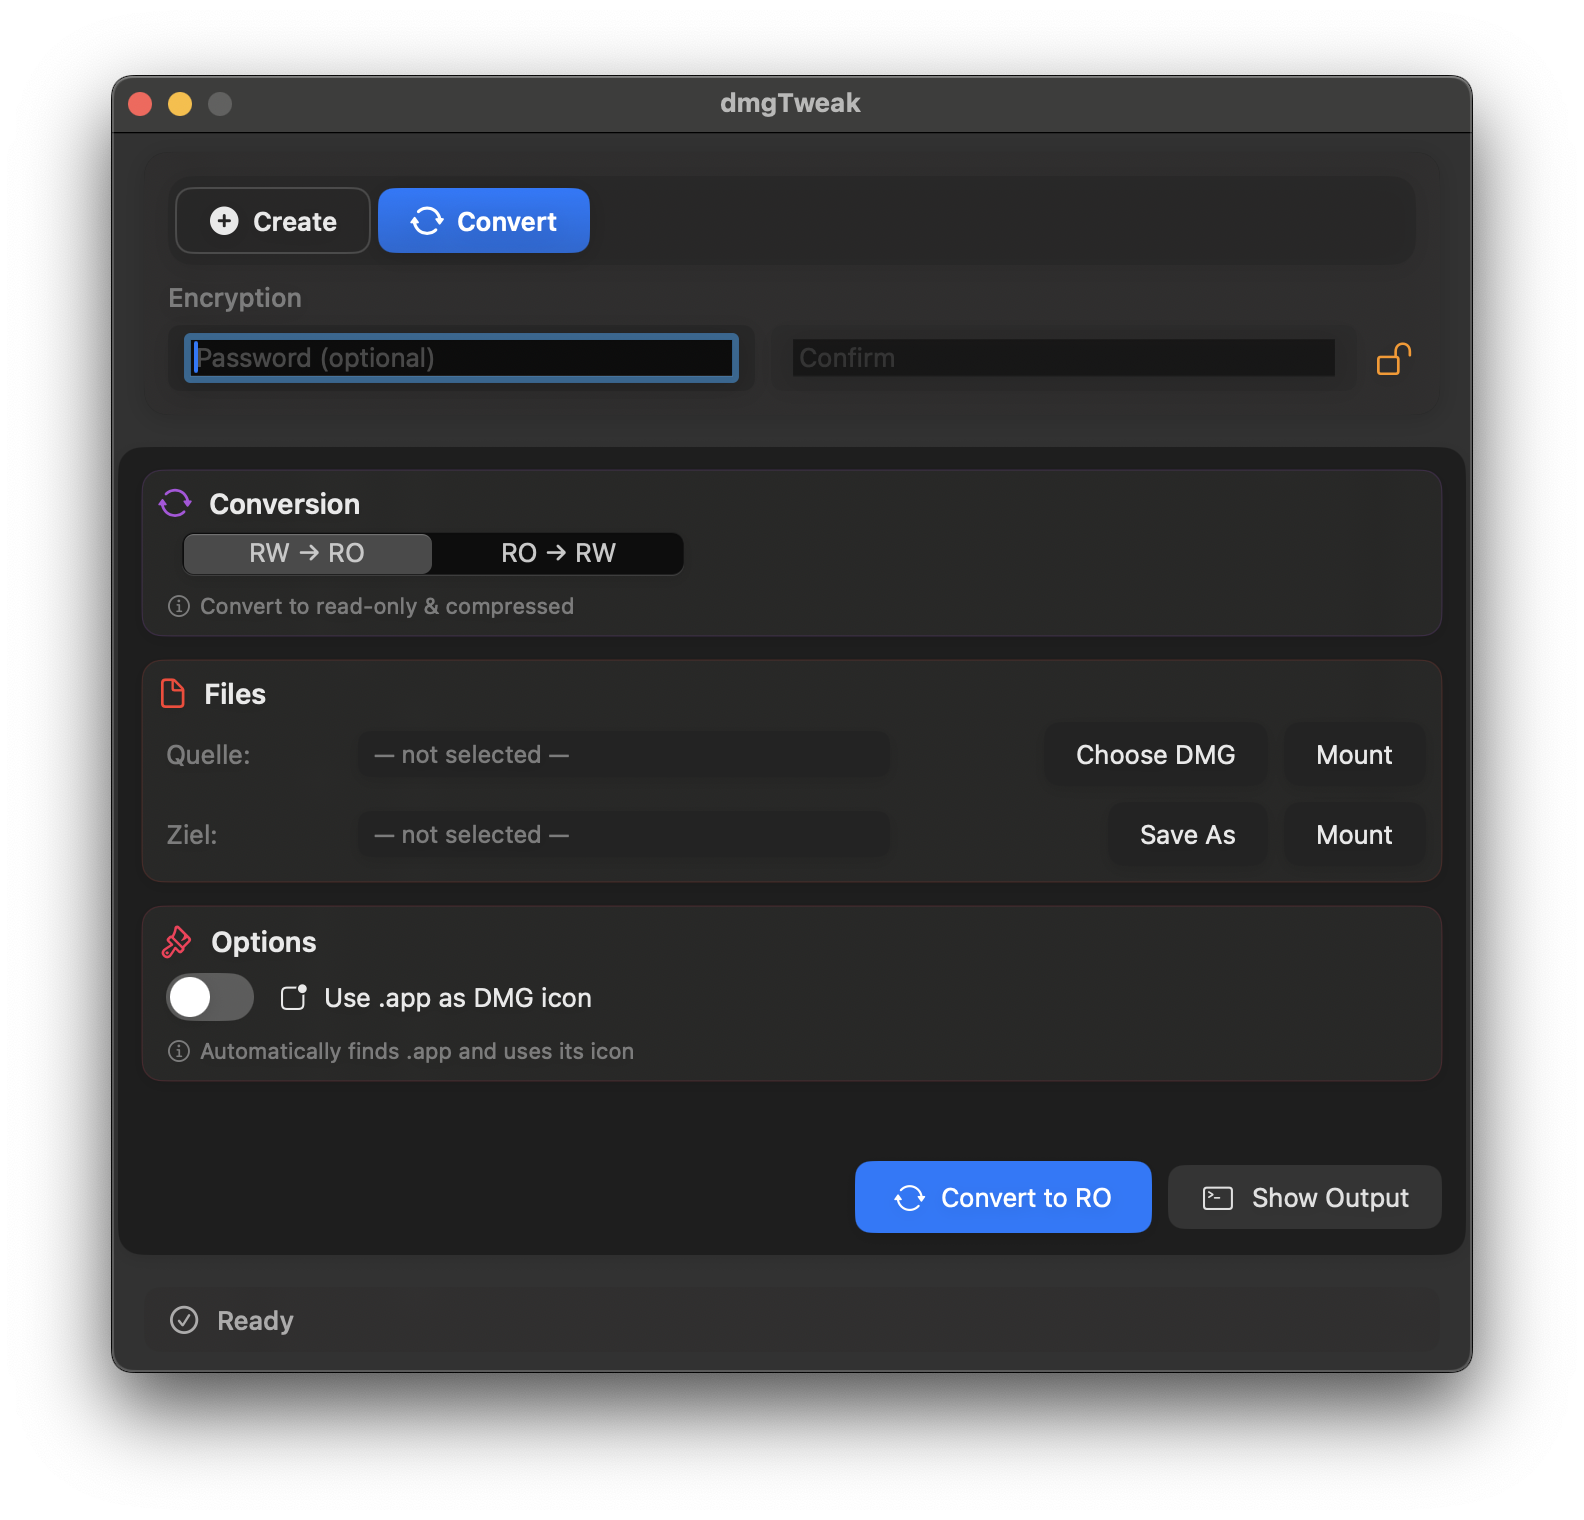 dmgTweak
Create Convert
Encryption
Password (optional) Confirm
Conversion
RW → RO RO → RW
Convert to read-only & compressed
Files
Quelle: — not selected — Choose DMG Mount
Ziel: — not selected — Save As Mount
Options
Use .app as DMG icon
Automatically finds .app and uses its icon
Convert to RO Show Output
Ready